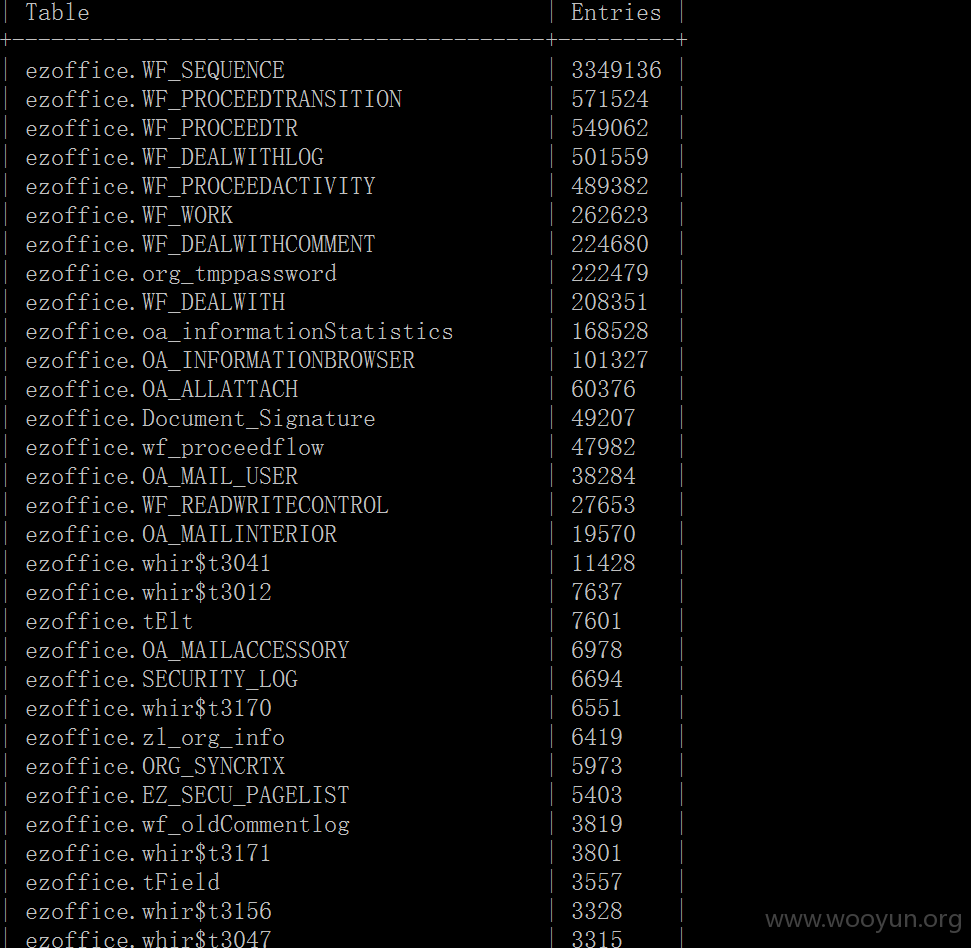 | Table | Entries |
+-----------------------------------------+---------+
| ezoffice.WF_SEQUENCE | 3349136 |
| ezoffice.WF_PROCEEDTRANSITION | 571524 |
| ezoffice.WF_PROCEEDTR | 549062 |
| ezoffice.WF_DEALWITHLOG | 501559 |
| ezoffice.WF_PROCEEDACTIVITY | 489382 |
| ezoffice.WF_WORK | 262623 |
| ezoffice.WF_DEALWITHCOMMENT | 224680 |
| ezoffice.org_tmppassword | 222479 |
| ezoffice.WF_DEALWITH | 208351 |
| ezoffice.oa_informationStatistics | 168528 |
| ezoffice.OA_INFORMATIONBROWSER | 101327 |
| ezoffice.OA_ALLATTACH | 60376 |
| ezoffice.Document_Signature | 49207 |
| ezoffice.wf_proceedflow | 47982 |
| ezoffice.OA_MAIL_USER | 38284 |
| ezoffice.WF_READWRITECONTROL | 27653 |
| ezoffice.OA_MAILINTERIOR | 19570 |
| ezoffice.whir$t3041 | 11428 |
| ezoffice.whir$t3012 | 7637 |
| ezoffice.tElt | 7601 |
| ezoffice.OA_MAILACCESSORY | 6978 |
| ezoffice.SECURITY_LOG | 6694 |
| ezoffice.whir$t3170 | 6551 |
| ezoffice.zl_org_info | 6419 |
| ezoffice.ORG_SYNCRTX | 5973 |
| ezoffice.EZ_SECU_PAGELIST | 5403 |
| ezoffice.wf_oldCommentlog | 3819 |
| ezoffice.whir$t3171 | 3801 |
| ezoffice.tField | 3557 |
| ezoffice.whir$t3156 | 3328 |
| ezoffice.whir$t3047 | 3315 |
www.wooyun.org